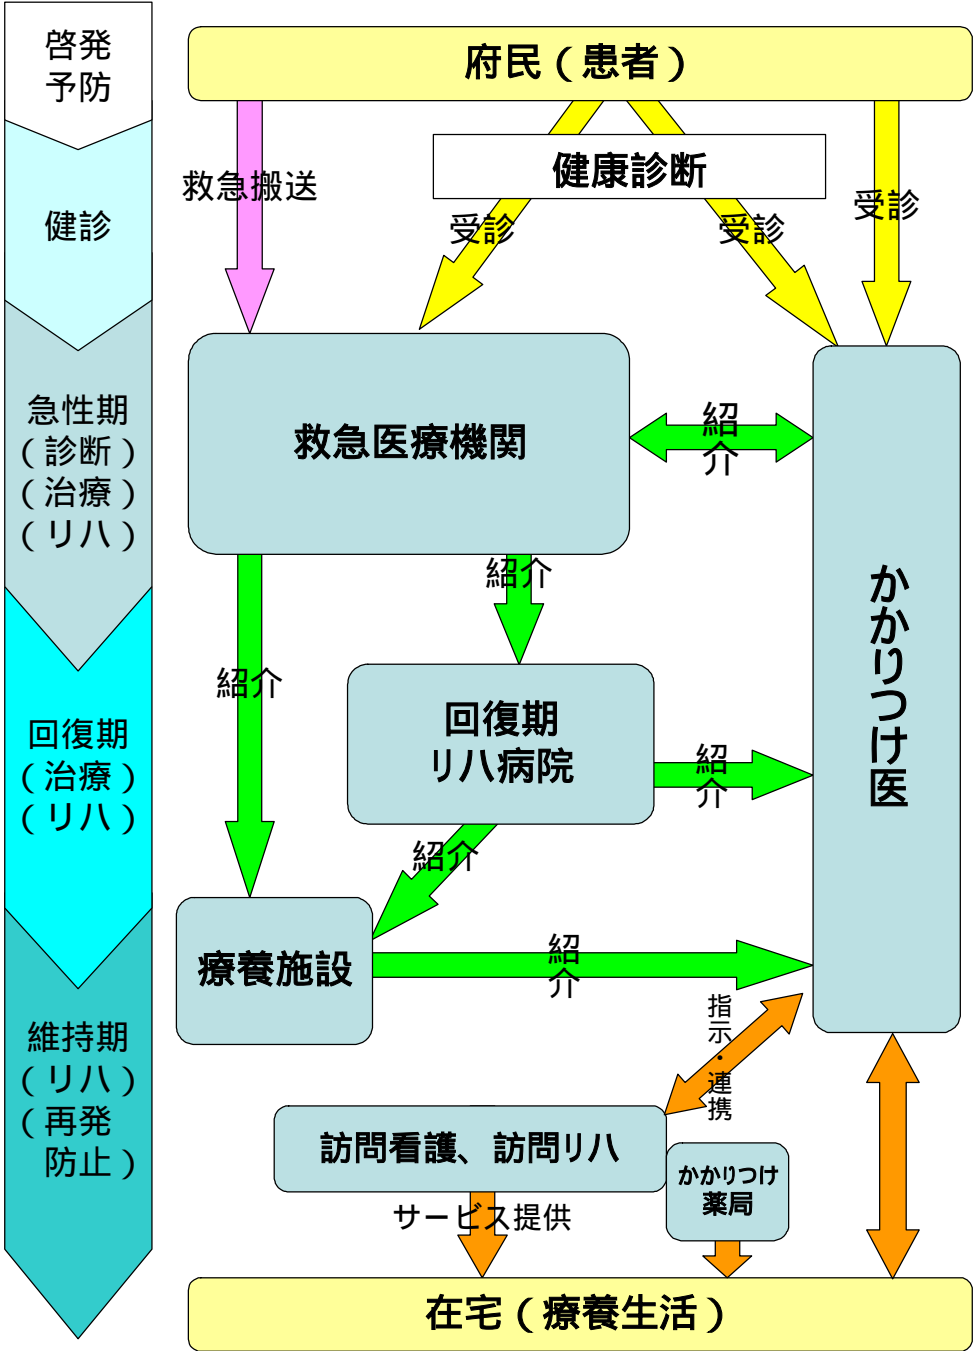 啓発
予防
健診
急性期
（診断）
（治療）
（リハ）
回復期
（治療）
（リハ）
維持期
（リハ）
（再発
防止）
府民（患者）
健康診断
救急搬送
受診
受診
受診
救急医療機関
紹
介
紹介
紹介
回復期
リハ病院
紹
介
紹介
かかりつけ医
療養施設
紹
介
指示・連携
訪問看護、訪問リハ
かかりつけ
薬局
サービス提供
在宅（療養生活）